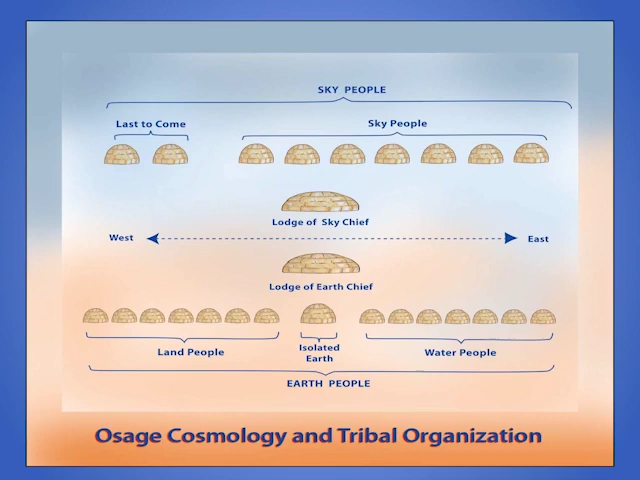 SKY PEOPLE
Last to Come
Sky People
Lodge of Sky Chief
West
East
Lodge of Earth Chief
Land People
Isolated
Earth
Water People
EARTH PEOPLE
Osage Cosmology and Tribal Organization